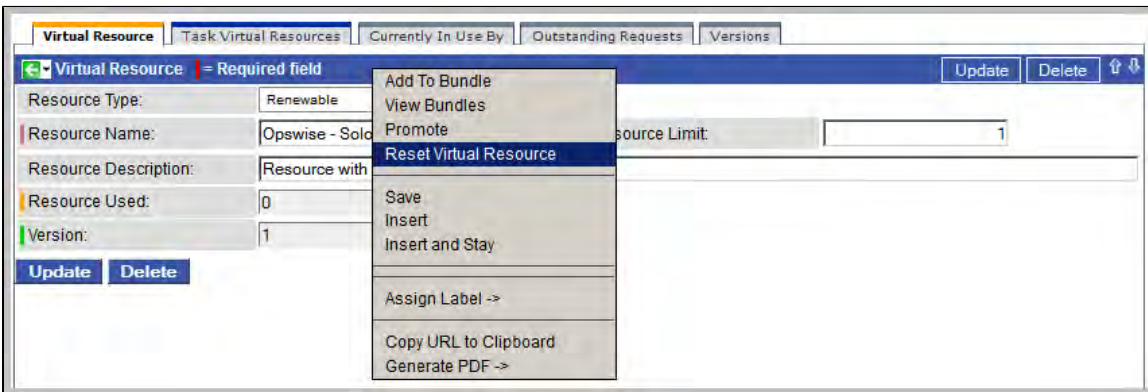 Virtual Resource Task Virtual Resources Currently In Use By Outstanding Requests Versions
Virtual Resource = Required field Update Delete
Resource Type: Renewable
Resource Name: Opswise - Solo source Limit: 1
Resource Description: Resource with
Resource Used: 0
Version: 1
Update Delete
Add To Bundle
View Bundles
Promote
Reset Virtual Resource
Save
Insert
Insert and Stay
Assign Label ->
Copy URL to Clipboard
Generate PDF ->